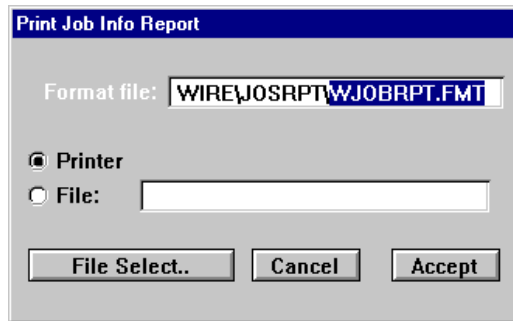 Print Job Info Report
Format file: WIRE\JOSRPT\WJOBRPT.FMT
Printer
File:
File Select.. Cancel Accept